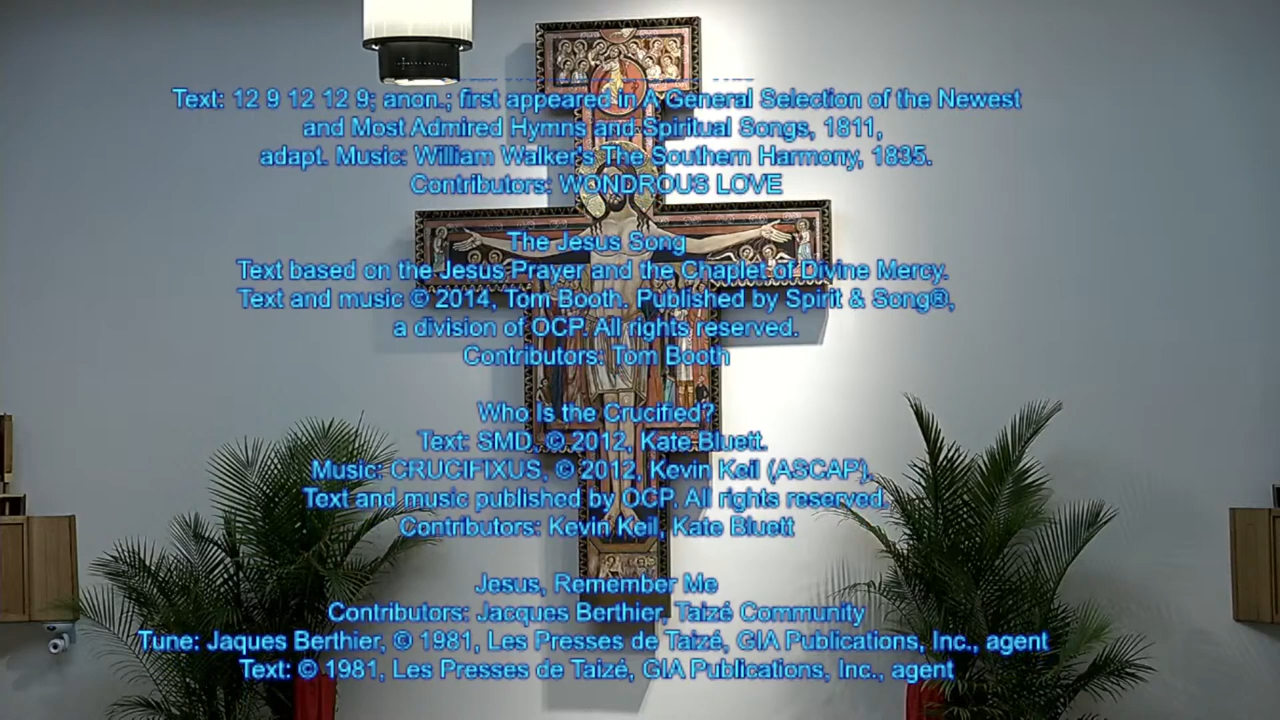 Text: 12 9 12 12 9; anon.; first appeared in A General Selection of the Newest
and Most Admired Hymns and Spiritual Songs, 1811,
adapt. Music: William Walker's The Southern Harmony, 1835.
Contributors: WONDROUS LOVE
The Jesus Song
Text based on the Jesus Prayer and the Chaplet of Divine Mercy.
Text and music © 2014, Tom Booth. Published by Spirit & Song®,
a division of OCP. All rights reserved.
Contributors: Tom Booth
Who Is the Crucified?
Text: SMD, © 2012, Kate Bluett.
Music: CRUCIFIXUS, © 2012, Kevin Keil (ASCAP).
Text and music published by OCP. All rights reserved.
Contributors: Kevin Keil, Kate Bluett
Jesus, Remember Me
Contributors: Jacques Berthier, Taizé Community
Tune: Jaques Berthier, © 1981, Les Presses de Taizé, GIA Publications, Inc., agent
Text: © 1981, Les Presses de Taizé, GIA Publications, Inc., agent